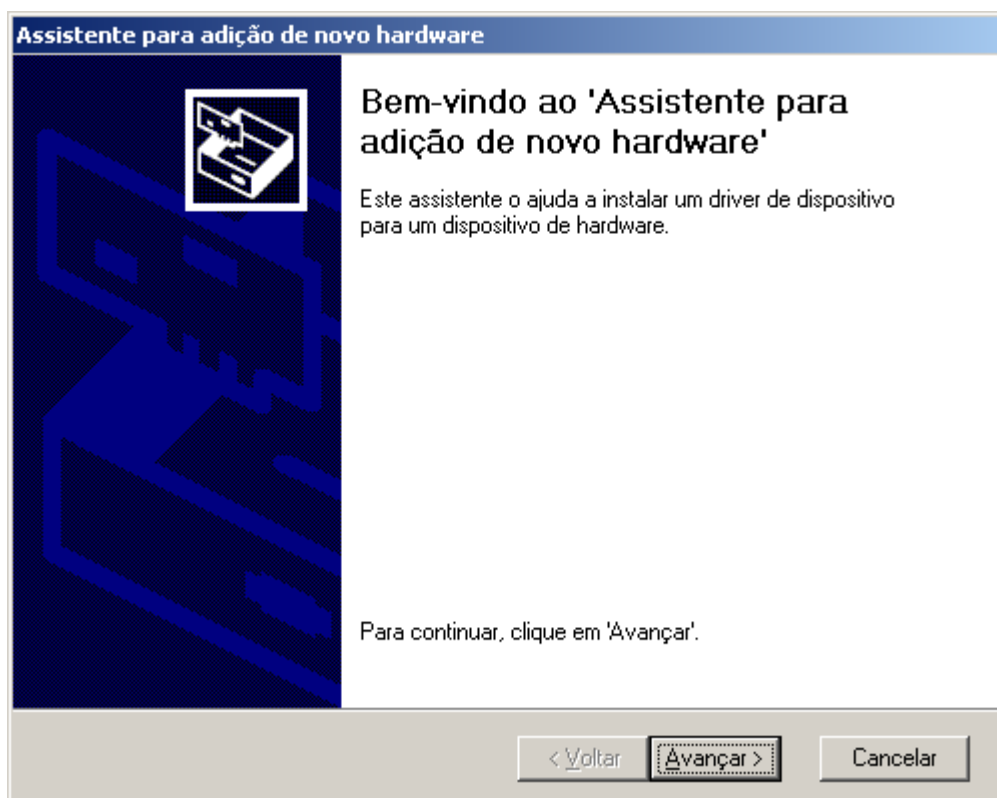 Assistente para adição de novo hardware
Bem-vindo ao 'Assistente para
adição de novo hardware'
Este assistente o ajuda a instalar um driver de dispositivo
para um dispositivo de hardware.
Para continuar, clique em 'Avançar'.
< Voltar
Avançar >
Cancelar